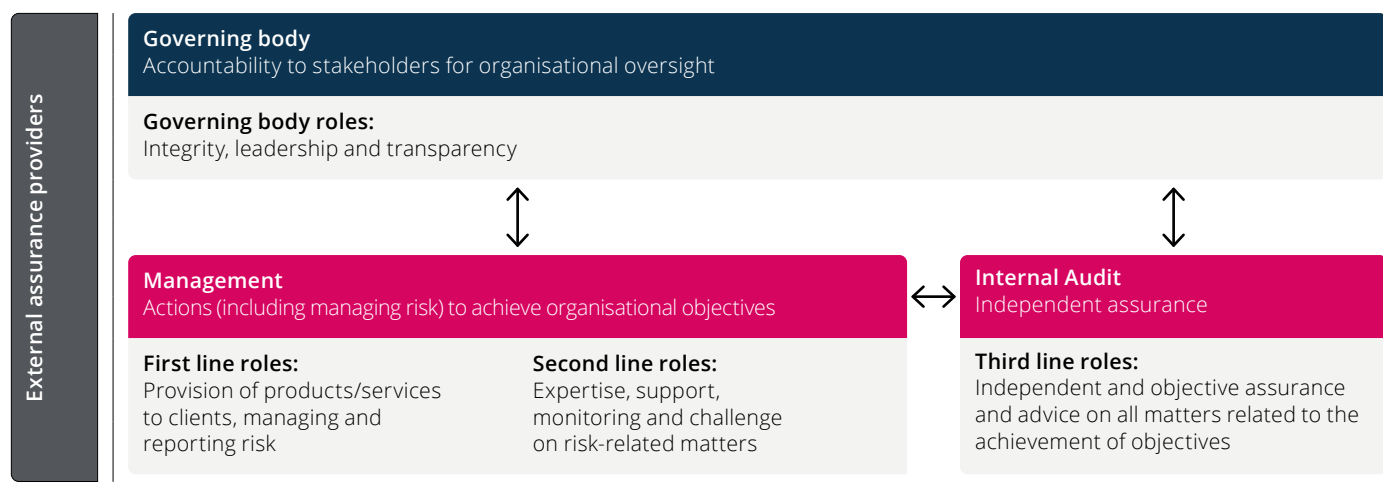 External assurance providers
Governing body
Accountability to stakeholders for organisational oversight
Governing body roles:
Integrity, leadership and transparency
Management
Actions (including managing risk) to achieve organisational objectives
First line roles:
Provision of products/services
to clients, managing and
reporting risk
Second line roles:
Expertise, support,
monitoring and challenge
on risk-related matters
Internal Audit
Independent assurance
Third line roles:
Independent and objective assurance
and advice on all matters related to the
achievement of objectives